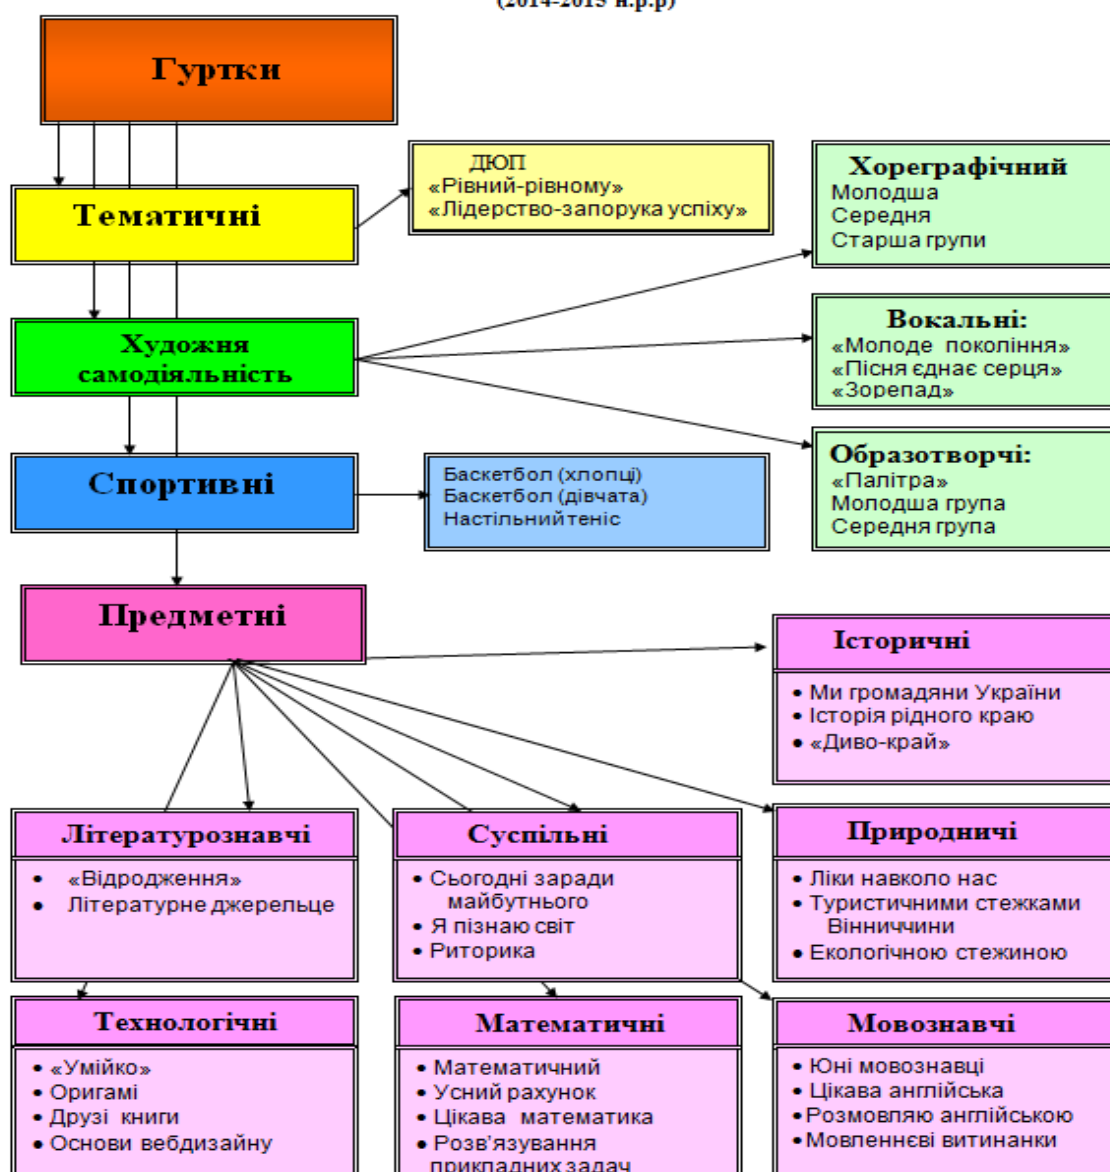 (2014-2015 н.р.р)
Гуртки
Тематичні
ДЮП
«Рівний-рівному»
«Лідерство-запорука успіху»
Хореграфічний
Молодша
Середня
Старша групи
Художня
самодіяльність
Вокальні:
«Молоде покоління»
«Пісня єднає серця»
«Зорепад»
Спортивні
Баскетбол (хлопці)
Баскетбол (дівчата)
Настільний теніс
Образотворчі:
«Палітра»
Молодша група
Середня група
Предметні
Історичні
• Ми громадяни України
• Історія рідного краю
• «Диво-край»
Літературознавчі
• «Відродження»
• Літературне джерельце
Суспільні
• Сьогодні заради
майбутнього
• Я пізнаю світ
• Риторика
Природничі
• Ліки навколо нас
• Туристичними стежками
Вінниччини
• Екологічною стежиною
Технологічні
• «Умійко»
• Оригамі
• Друзі книги
• Основи вебдизайну
Математичні
• Математичний
• Усний рахунок
• Цікава математика
• Розв’язування
прикладних задач
Мовознавчі
• Юні мовознавці
• Цікава англійська
• Розмовляю англійською
• Мовленнєві витинанки